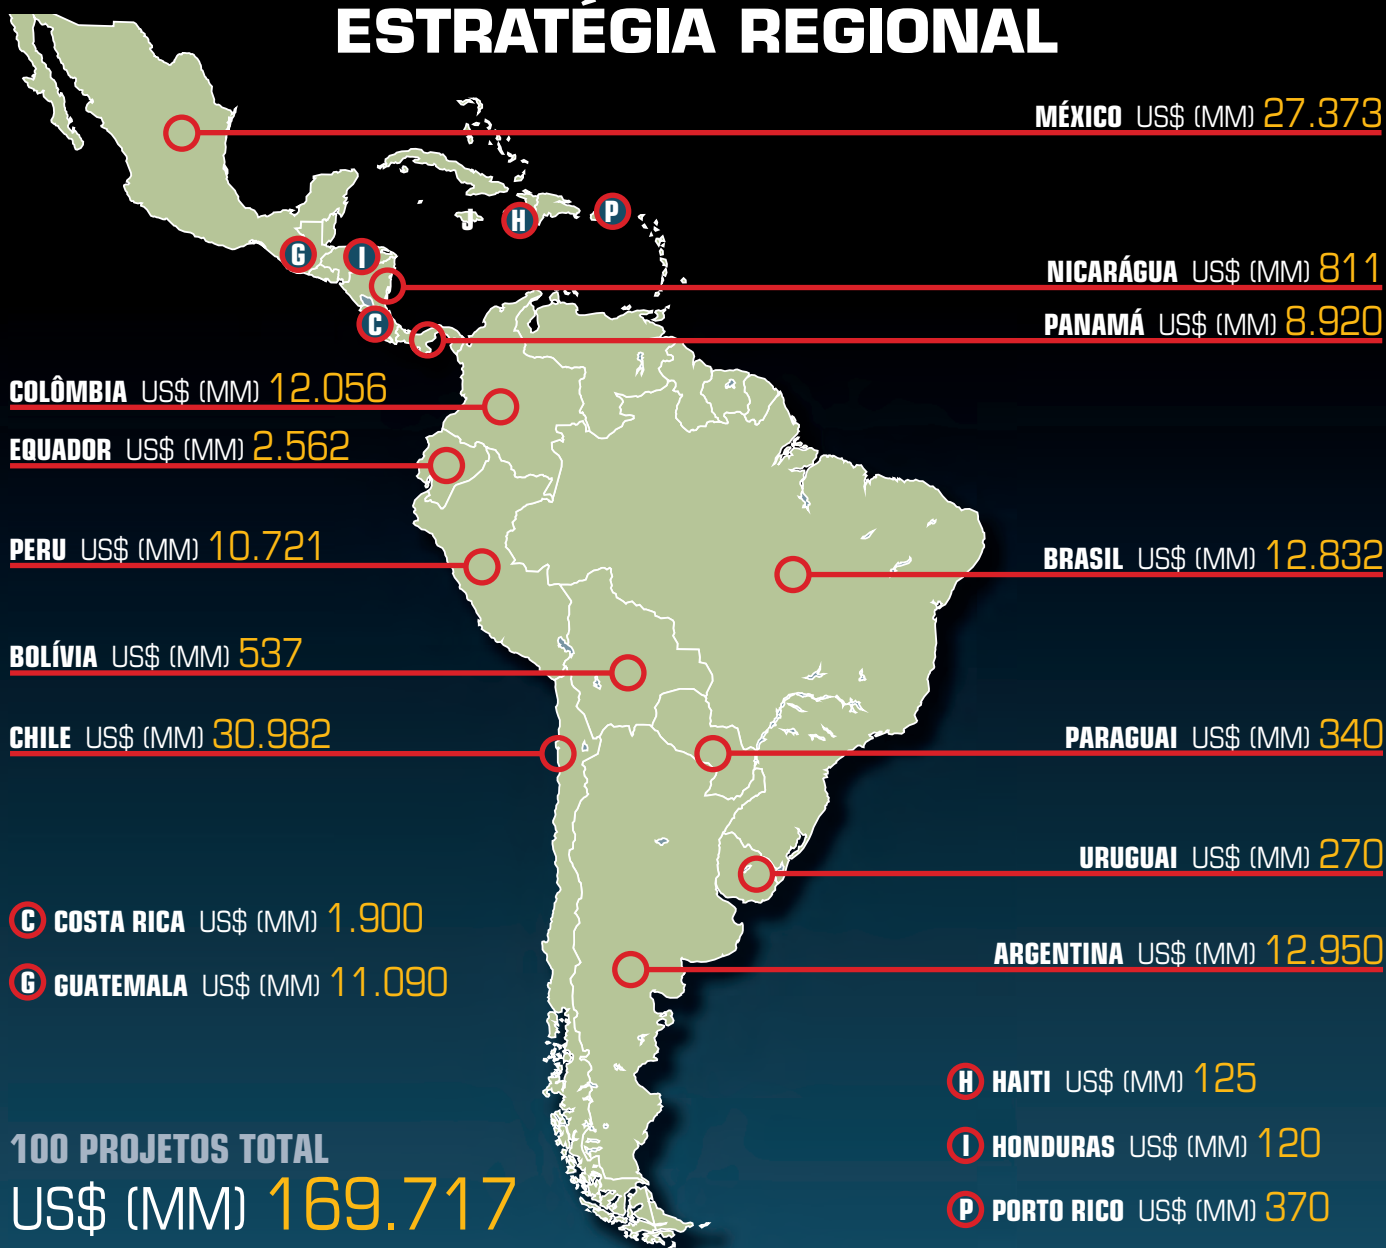 ESTRATÉGIA REGIONAL
MÉXICO US$ (MM) 27.373
J
H
P
G
I
NICARÁGUA US$ (MM) 811
C
PANAMÁ US$ (MM) 8.920
COLÔMBIA US$ (MM) 12.056
EQUADOR US$ (MM) 2.562
PERU US$ (MM) 10.721
BRASIL US$ (MM) 12.832
BOLÍVIA US$ (MM) 537
CHILE US$ (MM) 30.982
PARAGUAI US$ (MM) 340
URUGUAI US$ (MM) 270
C COSTA RICA US$ (MM) 1.900
ARGENTINA US$ (MM) 12.950
G GUATEMALA US$ (MM) 11.090
H HAITI US$ (MM) 125
I HONDURAS US$ (MM) 120
P PORTO RICO US$ (MM) 370
100 PROJETOS TOTAL
US$ (MM) 169.717